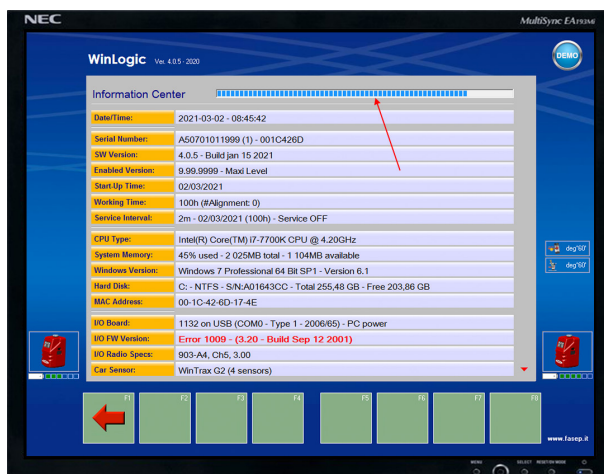 NEC
MultiSync EA193Mi
WinLogic Ver. 4.0.5 - 2020
DEMO
Information Center
Date/Time: 2021-03-02 - 08:45:42
Serial Number: A50701011999 (1) - 001C426D
SW Version: 4.0.5 - Build jan 15 2021
Enabled Version: 9.99.9999 - Maxi Level
Start-Up Time: 02/03/2021
Working Time: 100h (#Alignment: 0)
Service Interval: 2m - 02/03/2021 (100h) - Service OFF
CPU Type: Intel(R) Core(TM) i7-7700K CPU @ 4.20GHz
System Memory: 45% used - 2 025MB total - 1 104MB available
Windows Version: Windows 7 Professional 64 Bit SP1 - Version 6.1
Hard Disk: C: - NTFS - S/N:A01643CC - Total 255,48 GB - Free 203,86 GB
MAC Address: 00-1C-42-6D-17-4E
I/O Board: 1132 on USB (COM0 - Type 1 - 2006/65) - PC power
I/O FW Version: Error 1009 - (3.20 - Build Sep 12 2001)
I/O Radio Specs: 903-A4, Ch5, 3.00
Car Sensor: WinTrax G2 (4 sensors)
deg°60'
deg°60'
F1 F2 F3 F4 F5 F6 F7 F8
www.fasep.it
MENU SELECT RESET/DV MODE